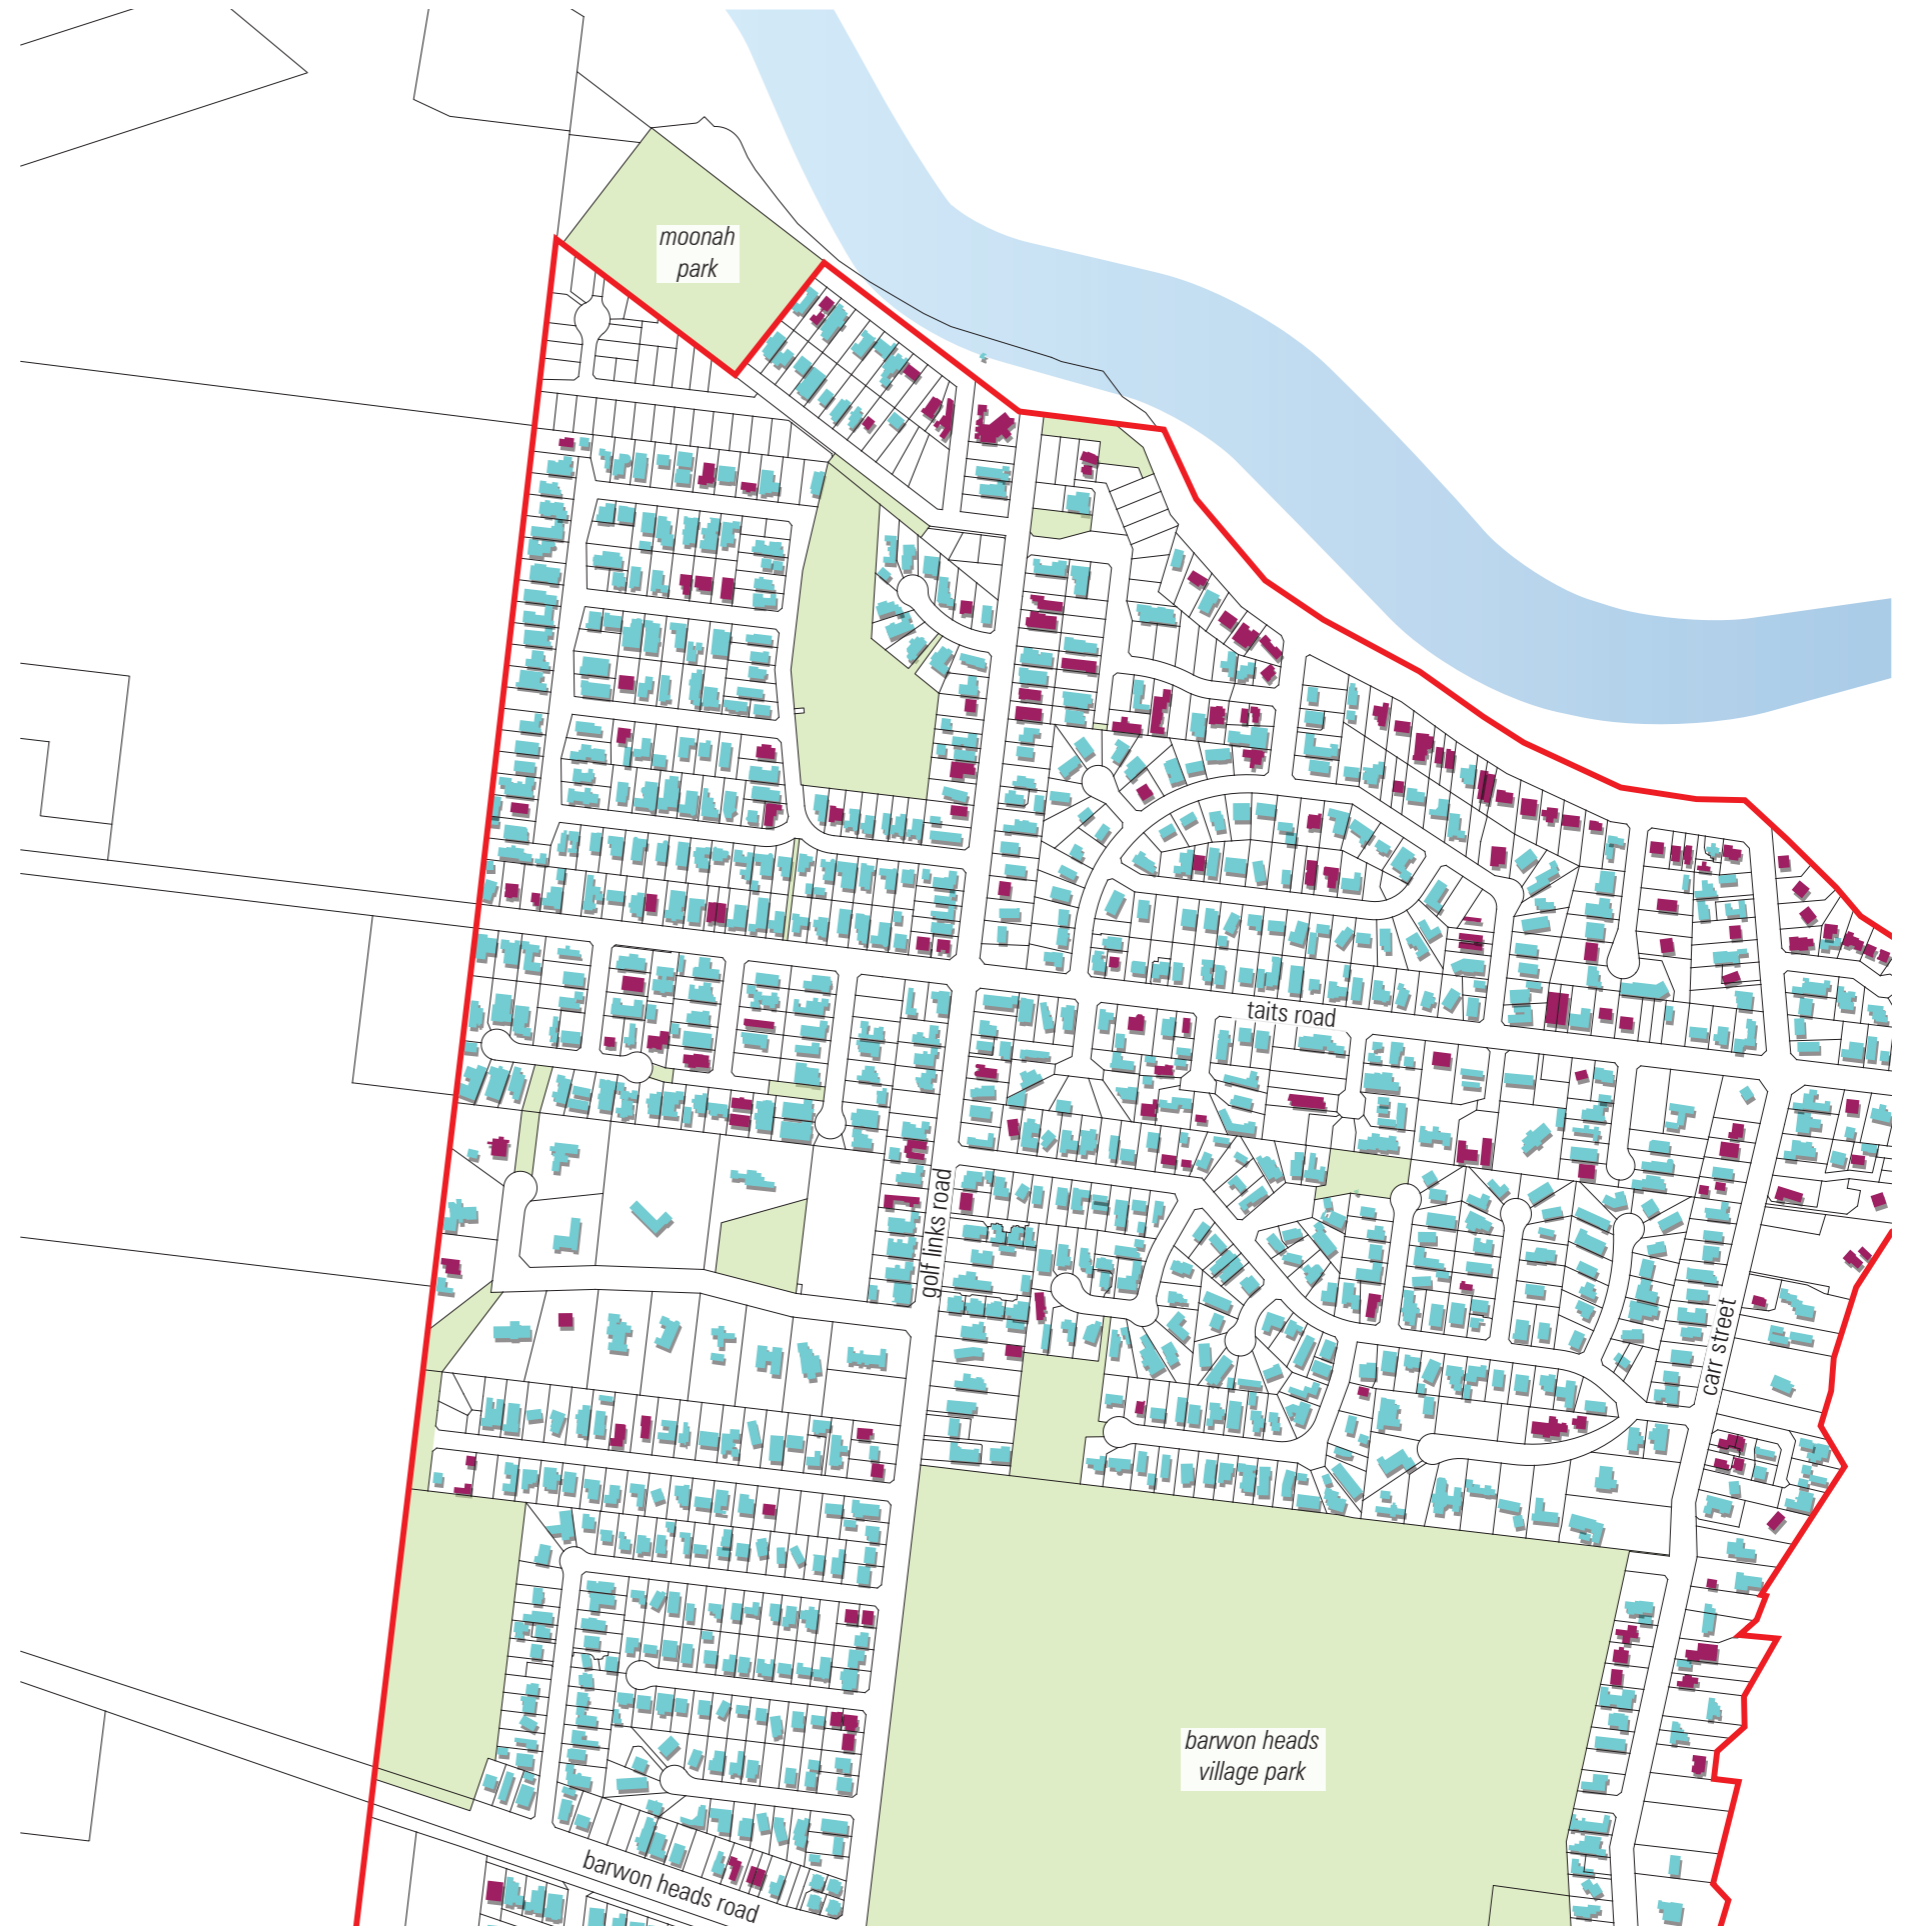 moonah
park
taits road
golf links road
carr street
barwon heads
village park
barwon heads road